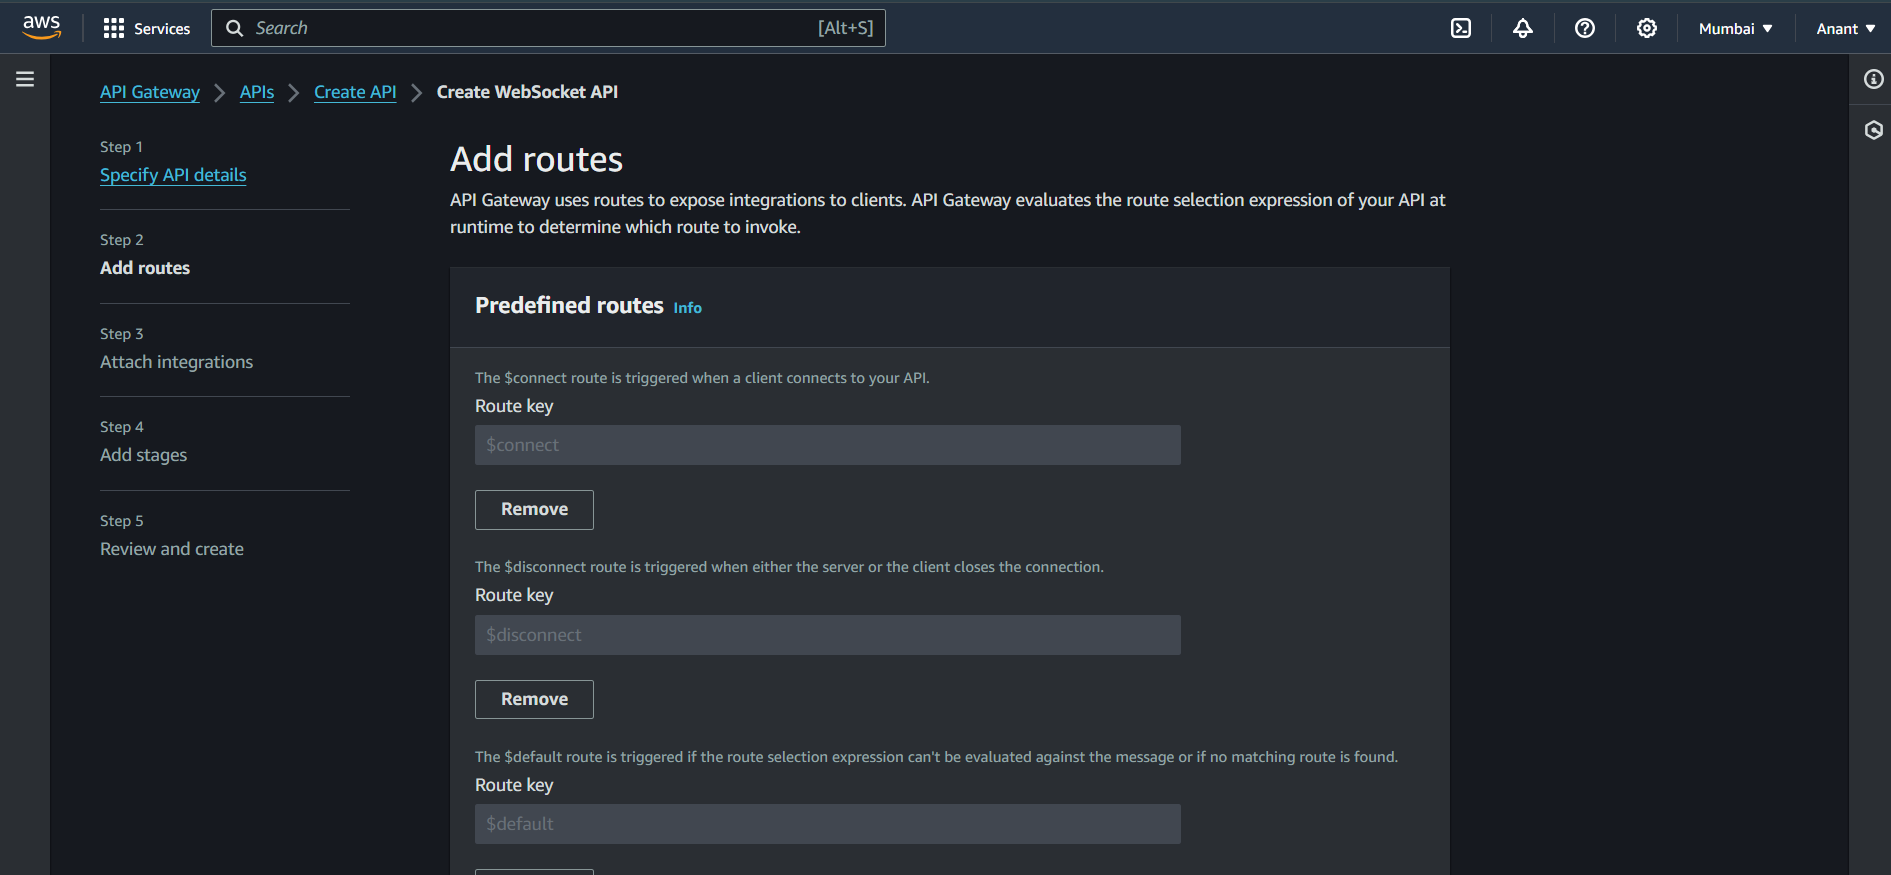 aws
Services
Search
[Alt+S]
Mumbai
Anant
API Gateway
APIs
Create API
Create WebSocket API
Step 1
Specify API details
Step 2
Add routes
Step 3
Attach integrations
Step 4
Add stages
Step 5
Review and create
Add routes
API Gateway uses routes to expose integrations to clients. API Gateway evaluates the route selection expression of your API at
runtime to determine which route to invoke.
Predefined routes Info
The $connect route is triggered when a client connects to your API.
Route key
$connect
Remove
The $disconnect route is triggered when either the server or the client closes the connection.
Route key
$disconnect
Remove
The $default route is triggered if the route selection expression can't be evaluated against the message or if no matching route is found.
Route key
$default